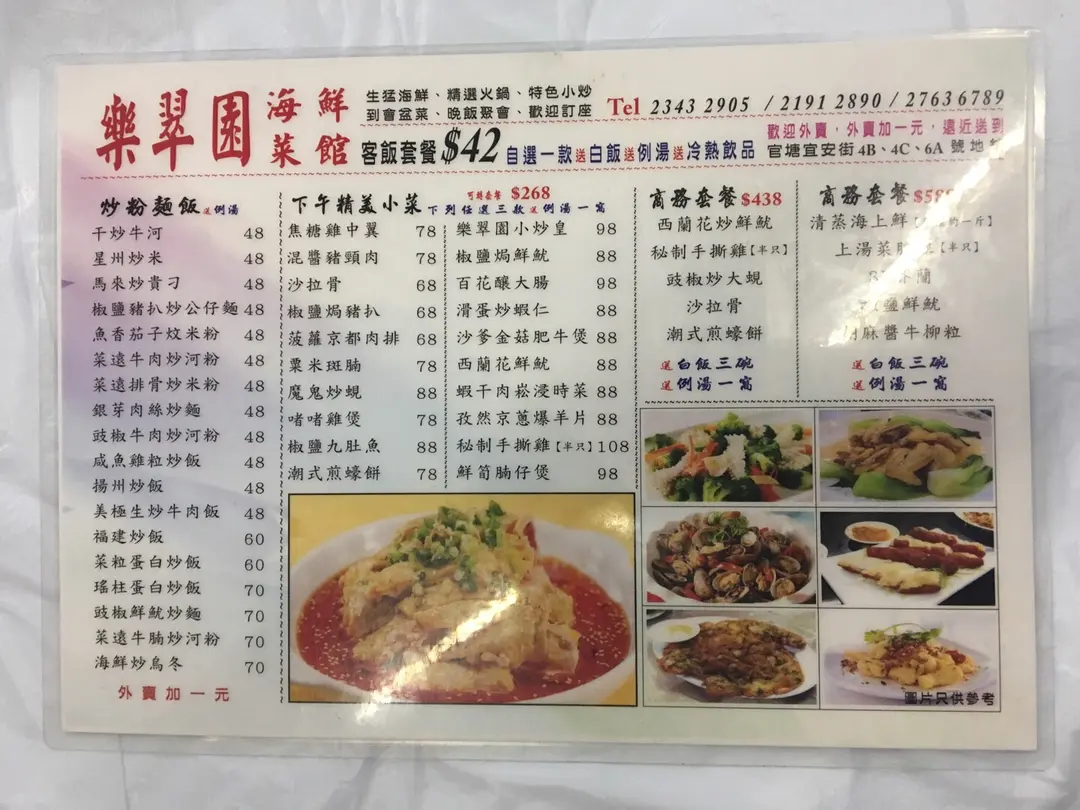 樂翠園海鮮菜館
生猛海鮮、精選火鍋、特色小炒
到會盆菜、晚飯聚會、歡迎訂座
Tel 2343 2905 / 2191 2890 / 2763 6789
客飯套餐$42 自選一款送白飯送例湯送冷熱飲品
歡迎外賣，外賣加一元，遠近送到
官塘宜安街4B、4C、6A 號地
炒粉麵飯 送例湯
干炒牛河 48
星州炒米 48
馬來炒貴刁 48
椒鹽豬扒炒公仔麵 48
魚香茄子炆米粉 48
菜遠牛肉炒河粉 48
菜遠排骨炒米粉 48
銀芽肉絲炒麵 48
豉椒牛肉炒河粉 48
咸魚雞粒炒飯 48
揚州炒飯 48
美極生炒牛肉飯 48
福建炒飯 60
菜粒蛋白炒飯 60
瑤柱蛋白炒飯 70
豉椒鮮魷炒麵 70
菜遠牛腩炒河粉 70
海鮮炒烏冬 70
外賣加一元
下午精美小菜 可轉套餐 $268
下列任選三款送例湯一窩
焦糖雞中翼 78
混醬豬頸肉 78
沙拉骨 68
椒鹽焗豬扒 68
菠蘿京都肉排 68
粟米斑腩 78
魔鬼炒蜆 88
啫啫雞煲 78
椒鹽九肚魚 88
潮式煎蠔餅 78
樂翠園小炒皇 98
椒鹽焗鮮魷 88
百花釀大腸 98
滑蛋炒蝦仁 88
沙爹金菇肥牛煲 88
西蘭花鮮魷 88
蝦干肉崧浸時菜 88
孜然京蔥爆羊片 88
秘制手撕雞【半只】108
鮮筍腩仔煲 98
商務套餐$438
西蘭花炒鮮魷
秘制手撕雞【半只】
豉椒炒大蜆
沙拉骨
潮式煎蠔餅
送白飯三碗
送例湯一窩
商務套餐$58
清蒸海上鮮
上湯菜【半只】
蘭
鹽鮮魷
麻醬牛柳粒
送白飯三碗
送例湯一窩
圖片只供參考